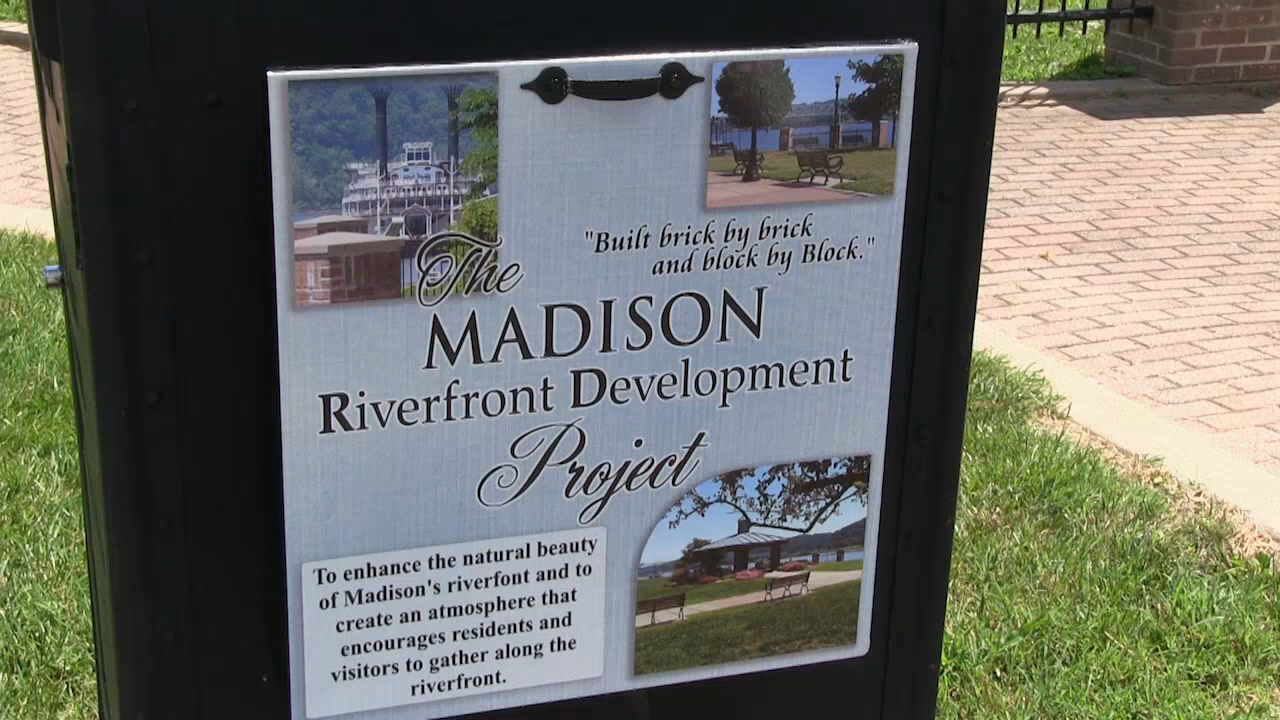 "Built brick by brick
and block by Block."
The
MADISON
Riverfront Development
Project
To enhance the natural beauty
of Madison's riverfont and to
create an atmosphere that
encourages residents and
visitors to gather along the
riverfront.